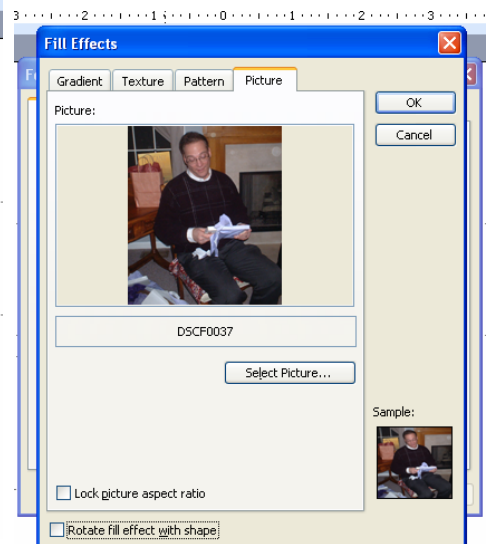 3 · · · 2 · · · 1 · · · 0 · · · 1 · · · 2 · · · 3
Fill Effects
Gradient Texture Pattern Picture
Picture:
OK
Cancel
DSCF0037
Select Picture...
Sample:
Lock picture aspect ratio
Rotate fill effect with shape